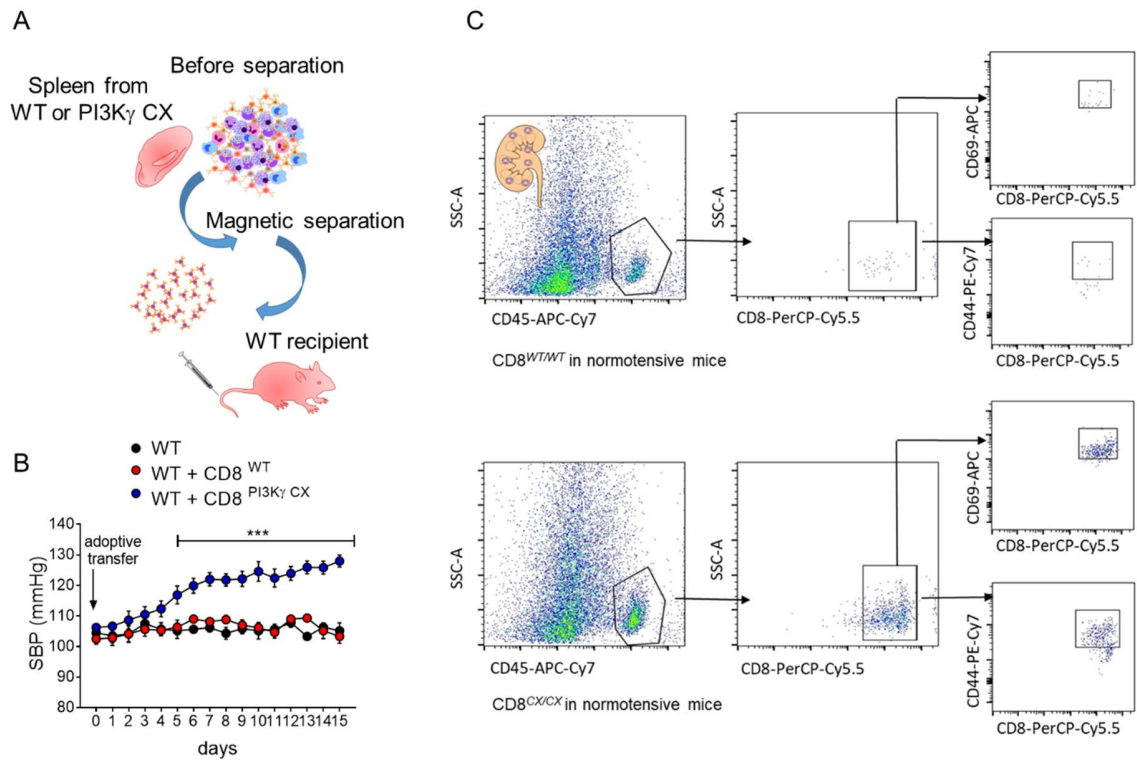 A
Spleen from
WT or PI3Kγ CX
Before separation
Magnetic separation
WT recipient
B
WT
WT + CD8 WT
WT + CD8 PI3Kγ CX
adoptive
transfer
***
SBP (mmHg)
140
130
120
110
100
90
80
0 1 2 3 4 5 6 7 8 9 10 11 12 13 14 15
days
C
SSC-A
CD45-APC-Cy7
SSC-A
CD8-PerCP-Cy5.5
CD69-APC
CD8-PerCP-Cy5.5
CD44-PE-Cy7
CD8-PerCP-Cy5.5
CD8WT/WT in normotensive mice
SSC-A
CD45-APC-Cy7
SSC-A
CD8-PerCP-Cy5.5
CD69-APC
CD8-PerCP-Cy5.5
CD44-PE-Cy7
CD8-PerCP-Cy5.5
CD8CX/CX in normotensive mice